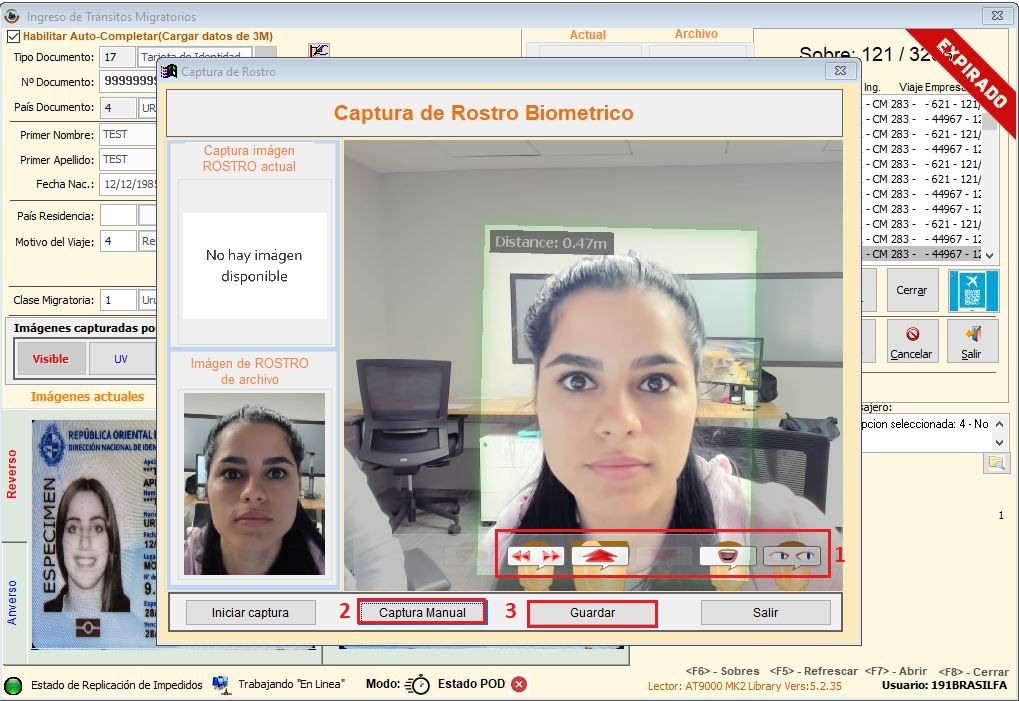 Ingreso de Tránsitos Migratorios
Habilitar Auto-Completar(Cargar datos de 3M)
Tipo Documento: 17 Tarjeta de Identidad
Nº Documento: 99999999
País Documento: 4 UR
Primer Nombre: TEST
Primer Apellido: TEST
Fecha Nac.: 12/12/1985
País Residencia:
Motivo del Viaje: 4 Re
Clase Migratoria: 1 Uru
Imágenes capturadas po
Visible UV
Imágenes actuales
Reverso
Anverso
REPÚBLICA ORIENTAL
DIRECCIÓN NACIONAL DE IDEN
ESPECIMEN
Actual Archivo
Sobre: 121 / 32
EXPIRADO
Ing. Viaje Empresa
- CM 283 - - 621 - 121/
- CM 283 - - 44967 - 12
- CM 283 - - 621 - 121/
- CM 283 - - 44967 - 12
- CM 283 - - 621 - 121/
- CM 283 - - 621 - 121/
- CM 283 - - 44967 - 12
- CM 283 - - 44967 - 12
- CM 283 - - 621 - 121/
- CM 283 - - 44967 - 12
- CM 283 - - 44967 - 12
Cerrar
Cancelar
Salir
ajero:
pcion seleccionada: 4 - No
1
Captura de Rostro
Captura de Rostro Biometrico
Captura imágen
ROSTRO actual
No hay imágen
disponible
Imágen de ROSTRO
de archivo
Distance: 0.47m
1
Iniciar captura 2 Captura Manual 3 Guardar Salir
<F6> - Sobres <F5> - Refrescar <F7> - Abrir <F8> - Cerrar
Estado de Replicación de Impedidos Trabajando "En Linea" Modo: Estado POD Lector: AT9000 MK2 Library Vers:5.2.35 Usuario: 191BRASILFA